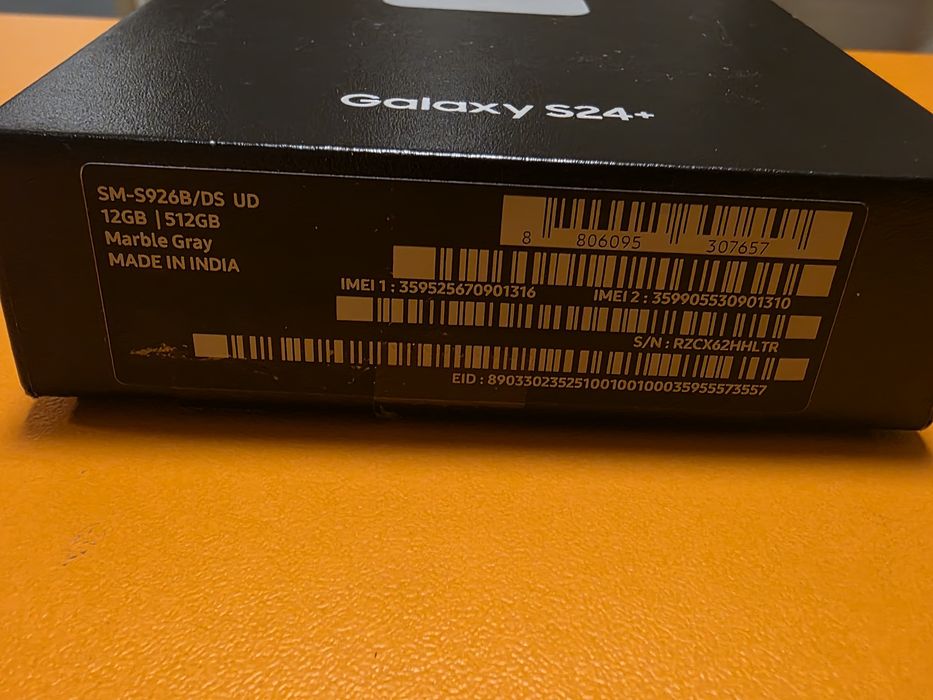 Galaxy S24+
SM-S926B/DS UD
12GB | 512GB
Marble Gray
MADE IN INDIA
8 806095 307657
IMEI 1 : 359525670901316 IMEI 2 : 359905530901310
S/N : RZCX62HHLTR
EID : 89033023525100100100035955573557